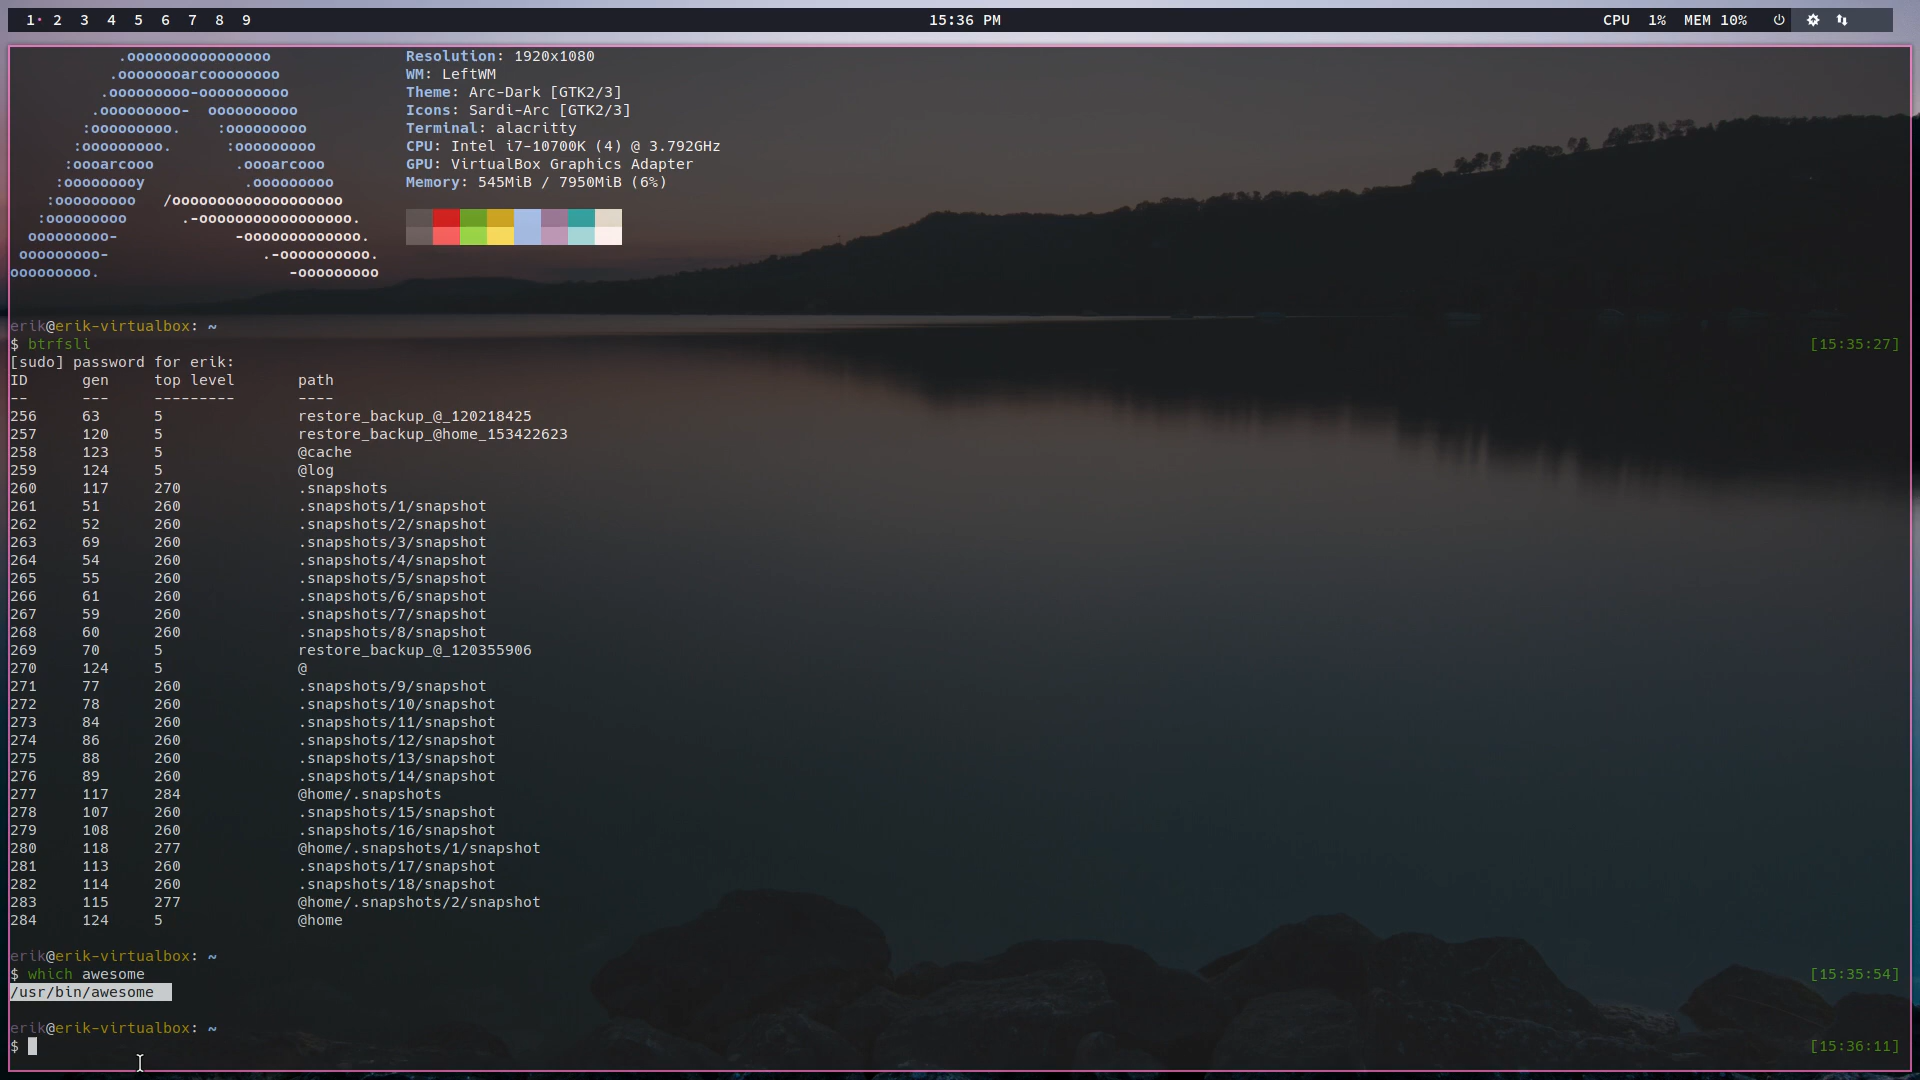 1· 2 3 4 5 6 7 8 9 15:36 PM CPU 1% MEM 10%
.ooooooooooooooooo Resolution: 1920x1080
.ooooooooarcoooooooo WM: LeftWM
.ooooooooo-oooooooooo Theme: Arc-Dark [GTK2/3]
.ooooooooo- oooooooooo Icons: Sardi-Arc [GTK2/3]
:ooooooooo. :ooooooooo Terminal: alacritty
:ooooooooo. :ooooooooo CPU: Intel i7-10700K (4) @ 3.792GHz
:oooarcooo .oooarcooo GPU: VirtualBox Graphics Adapter
:ooooooooy .ooooooooo Memory: 545MiB / 7950MiB (6%)
:ooooooooo /ooooooooooooooooooo
:ooooooooo .-ooooooooooooooooo.
ooooooooo- -ooooooooooooo.
ooooooooo- .-oooooooooo.
ooooooooo. -ooooooooo
erik@erik-virtualbox: ~
$ btrfsli [15:35:27]
[sudo] password for erik:
ID gen top level path
-- --- --------- ----
256 63 5 restore_backup_@_120218425
257 120 5 restore_backup_@home_153422623
258 123 5 @cache
259 124 5 @log
260 117 270 .snapshots
261 51 260 .snapshots/1/snapshot
262 52 260 .snapshots/2/snapshot
263 69 260 .snapshots/3/snapshot
264 54 260 .snapshots/4/snapshot
265 55 260 .snapshots/5/snapshot
266 61 260 .snapshots/6/snapshot
267 59 260 .snapshots/7/snapshot
268 60 260 .snapshots/8/snapshot
269 70 5 restore_backup_@_120355906
270 124 5 @
271 77 260 .snapshots/9/snapshot
272 78 260 .snapshots/10/snapshot
273 84 260 .snapshots/11/snapshot
274 86 260 .snapshots/12/snapshot
275 88 260 .snapshots/13/snapshot
276 89 260 .snapshots/14/snapshot
277 117 284 @home/.snapshots
278 107 260 .snapshots/15/snapshot
279 108 260 .snapshots/16/snapshot
280 118 277 @home/.snapshots/1/snapshot
281 113 260 .snapshots/17/snapshot
282 114 260 .snapshots/18/snapshot
283 115 277 @home/.snapshots/2/snapshot
284 124 5 @home
erik@erik-virtualbox: ~
$ which awesome [15:35:54]
/usr/bin/awesome
erik@erik-virtualbox: ~
$ [15:36:11]